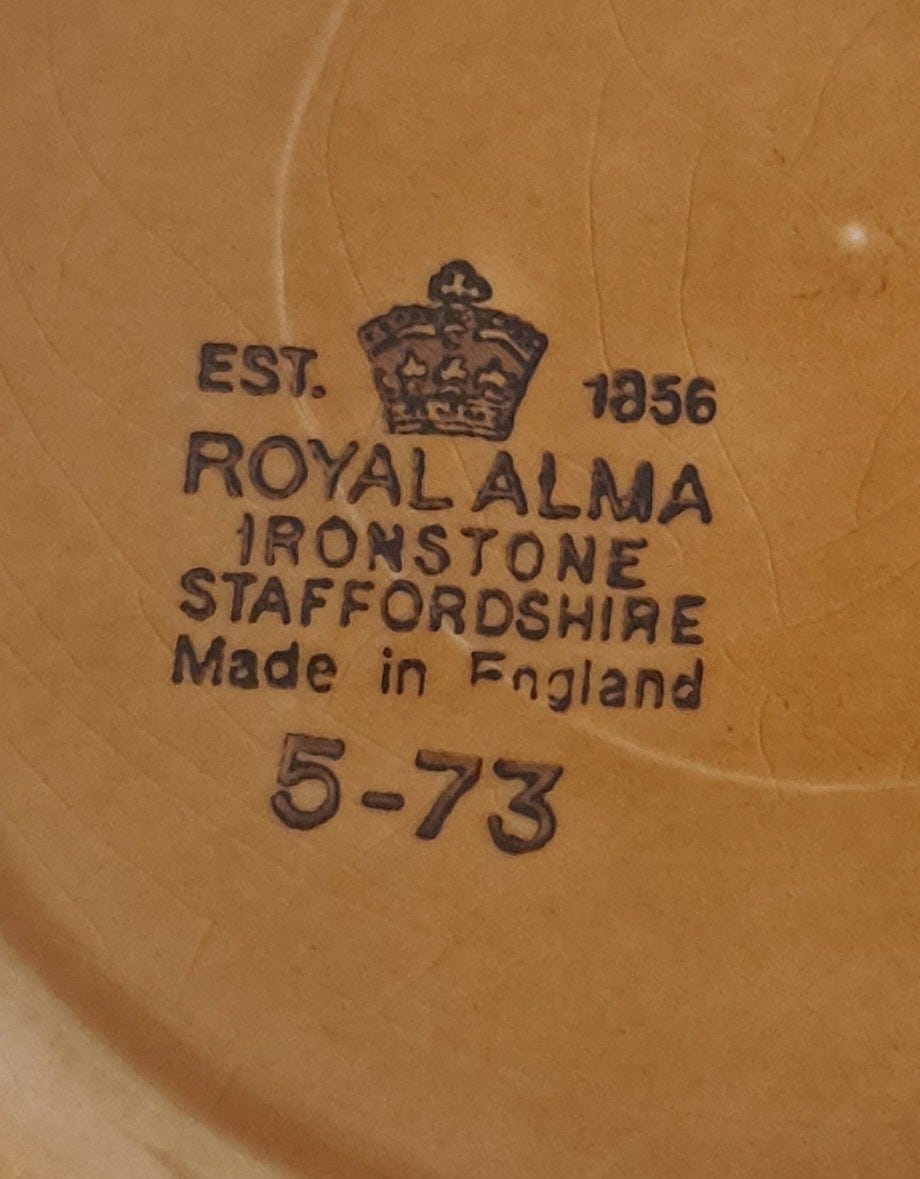 EST. 1856
ROYAL ALMA
IRONSTONE
STAFFORDSHIRE
Made in England
5-73